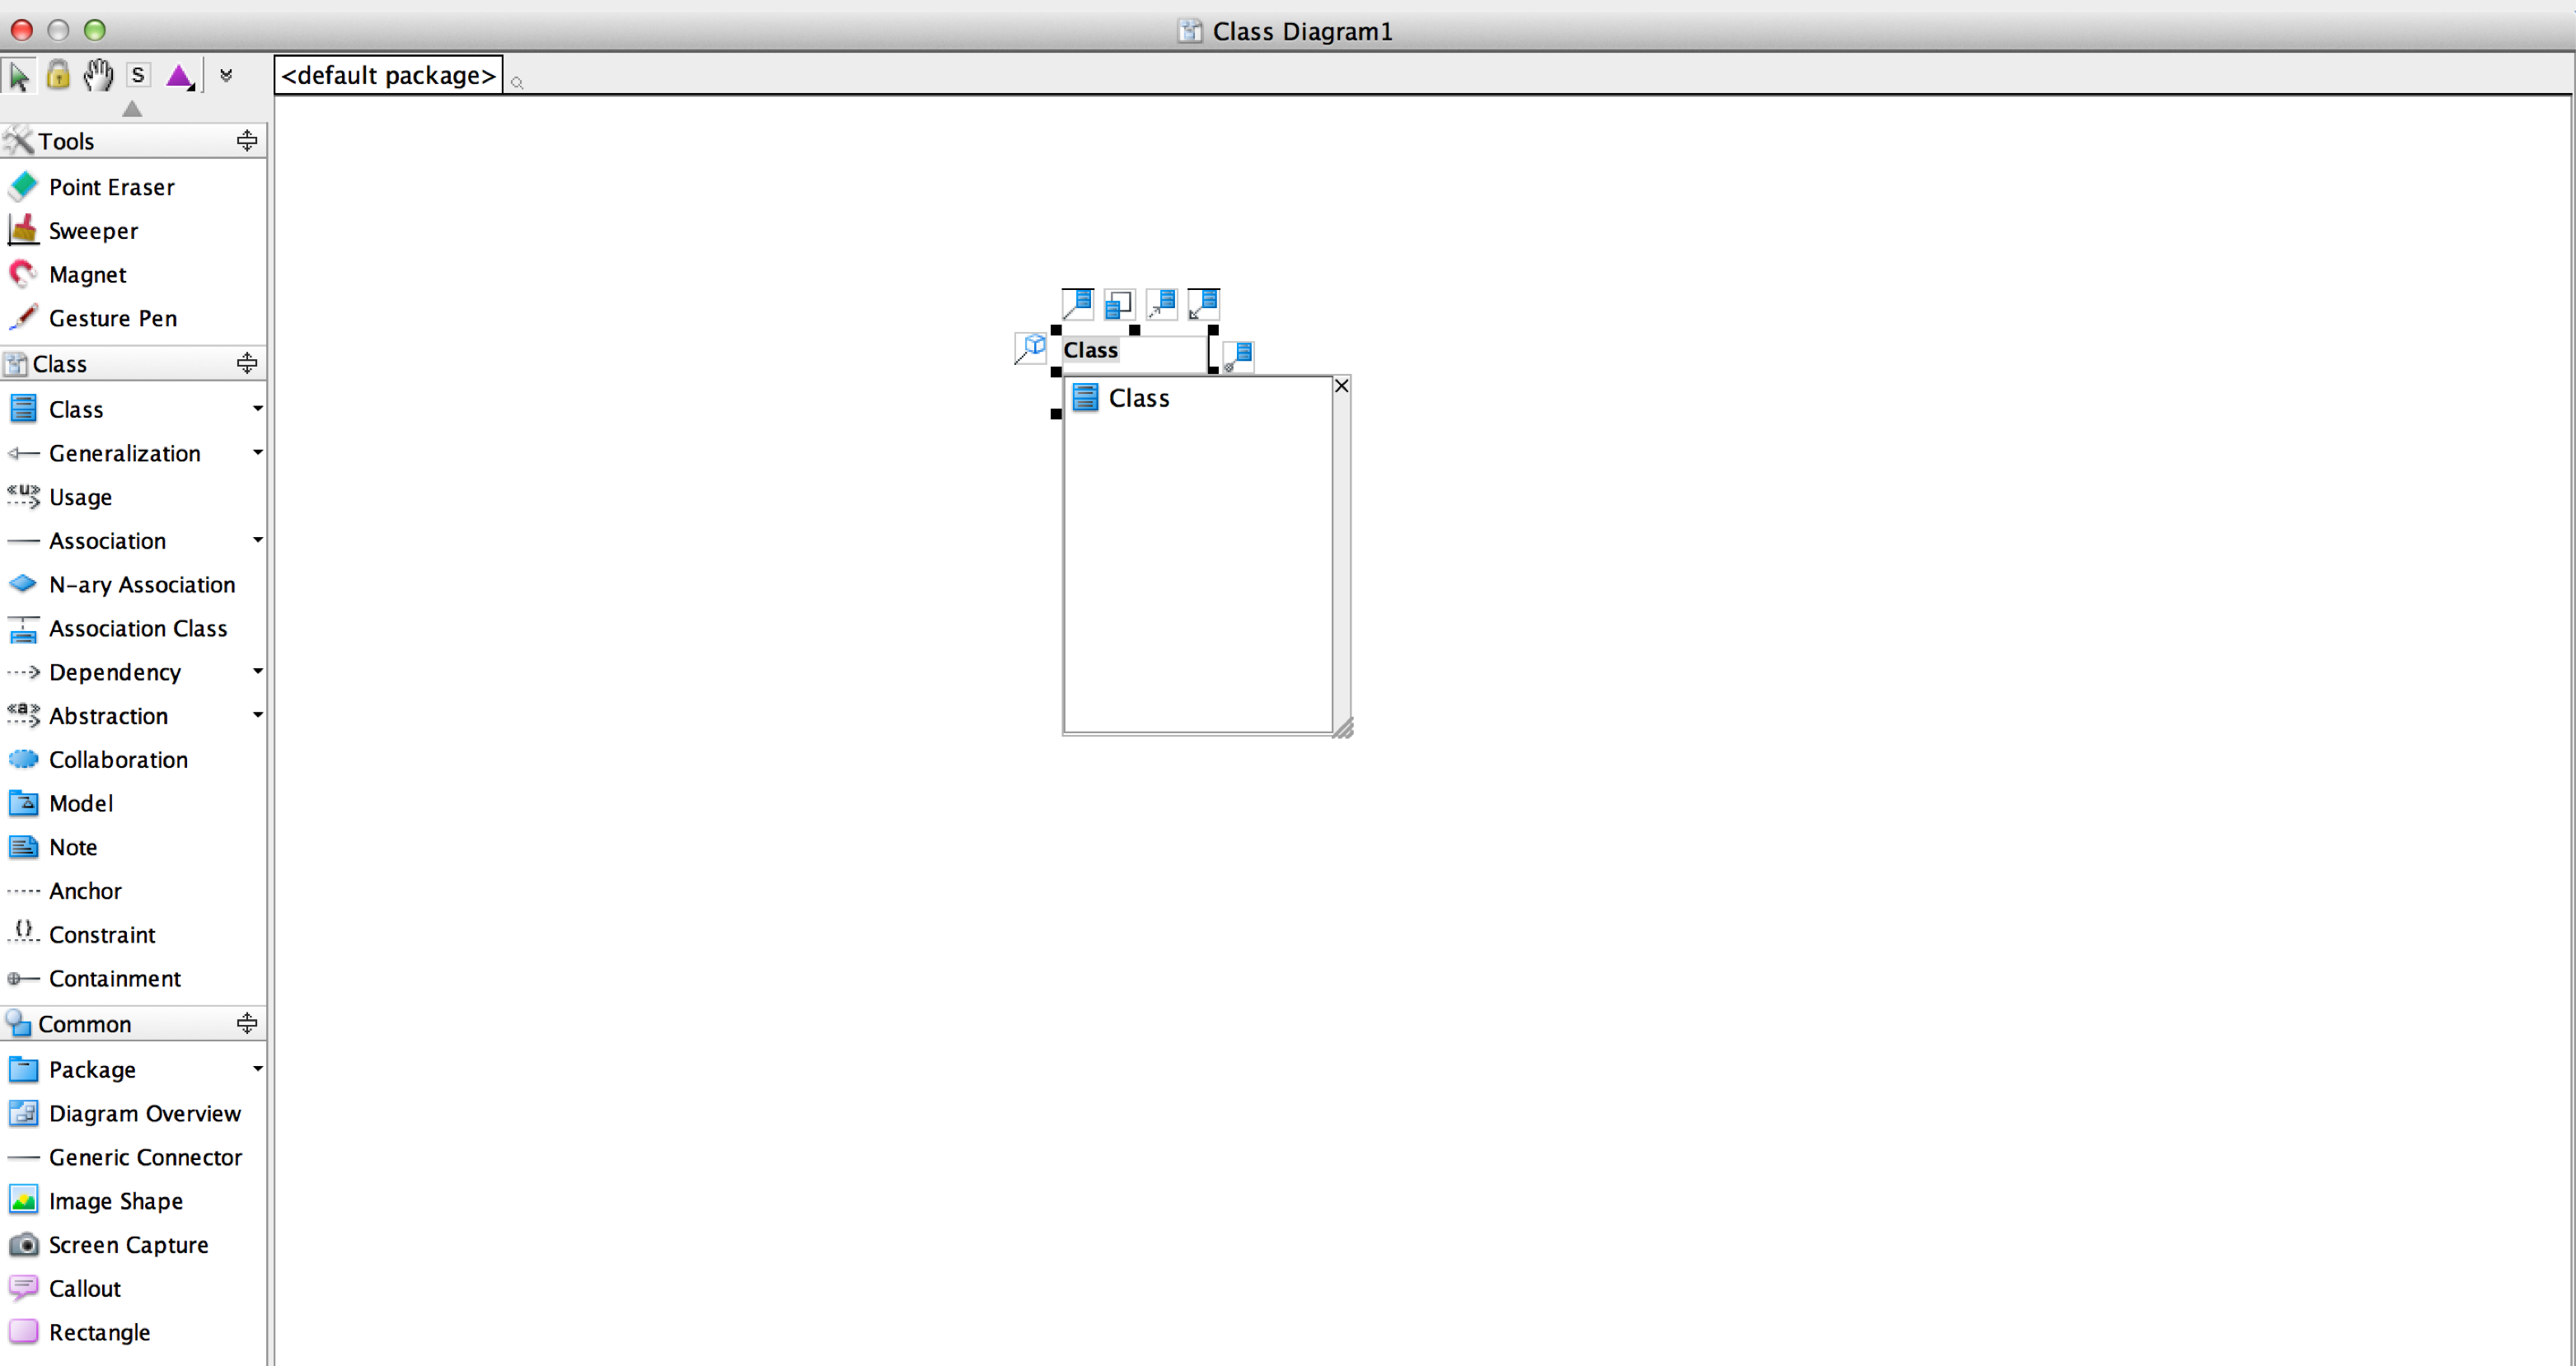 Class Diagram1
S
<default package>
Tools
Point Eraser
Sweeper
Magnet
Gesture Pen
Class
Class
Generalization
«u» Usage
Association
N-ary Association
Association Class
Dependency
«a» Abstraction
Collaboration
Model
Note
Anchor
{} Constraint
Containment
Common
Package
Diagram Overview
Generic Connector
Image Shape
Screen Capture
Callout
Rectangle
Class
Class